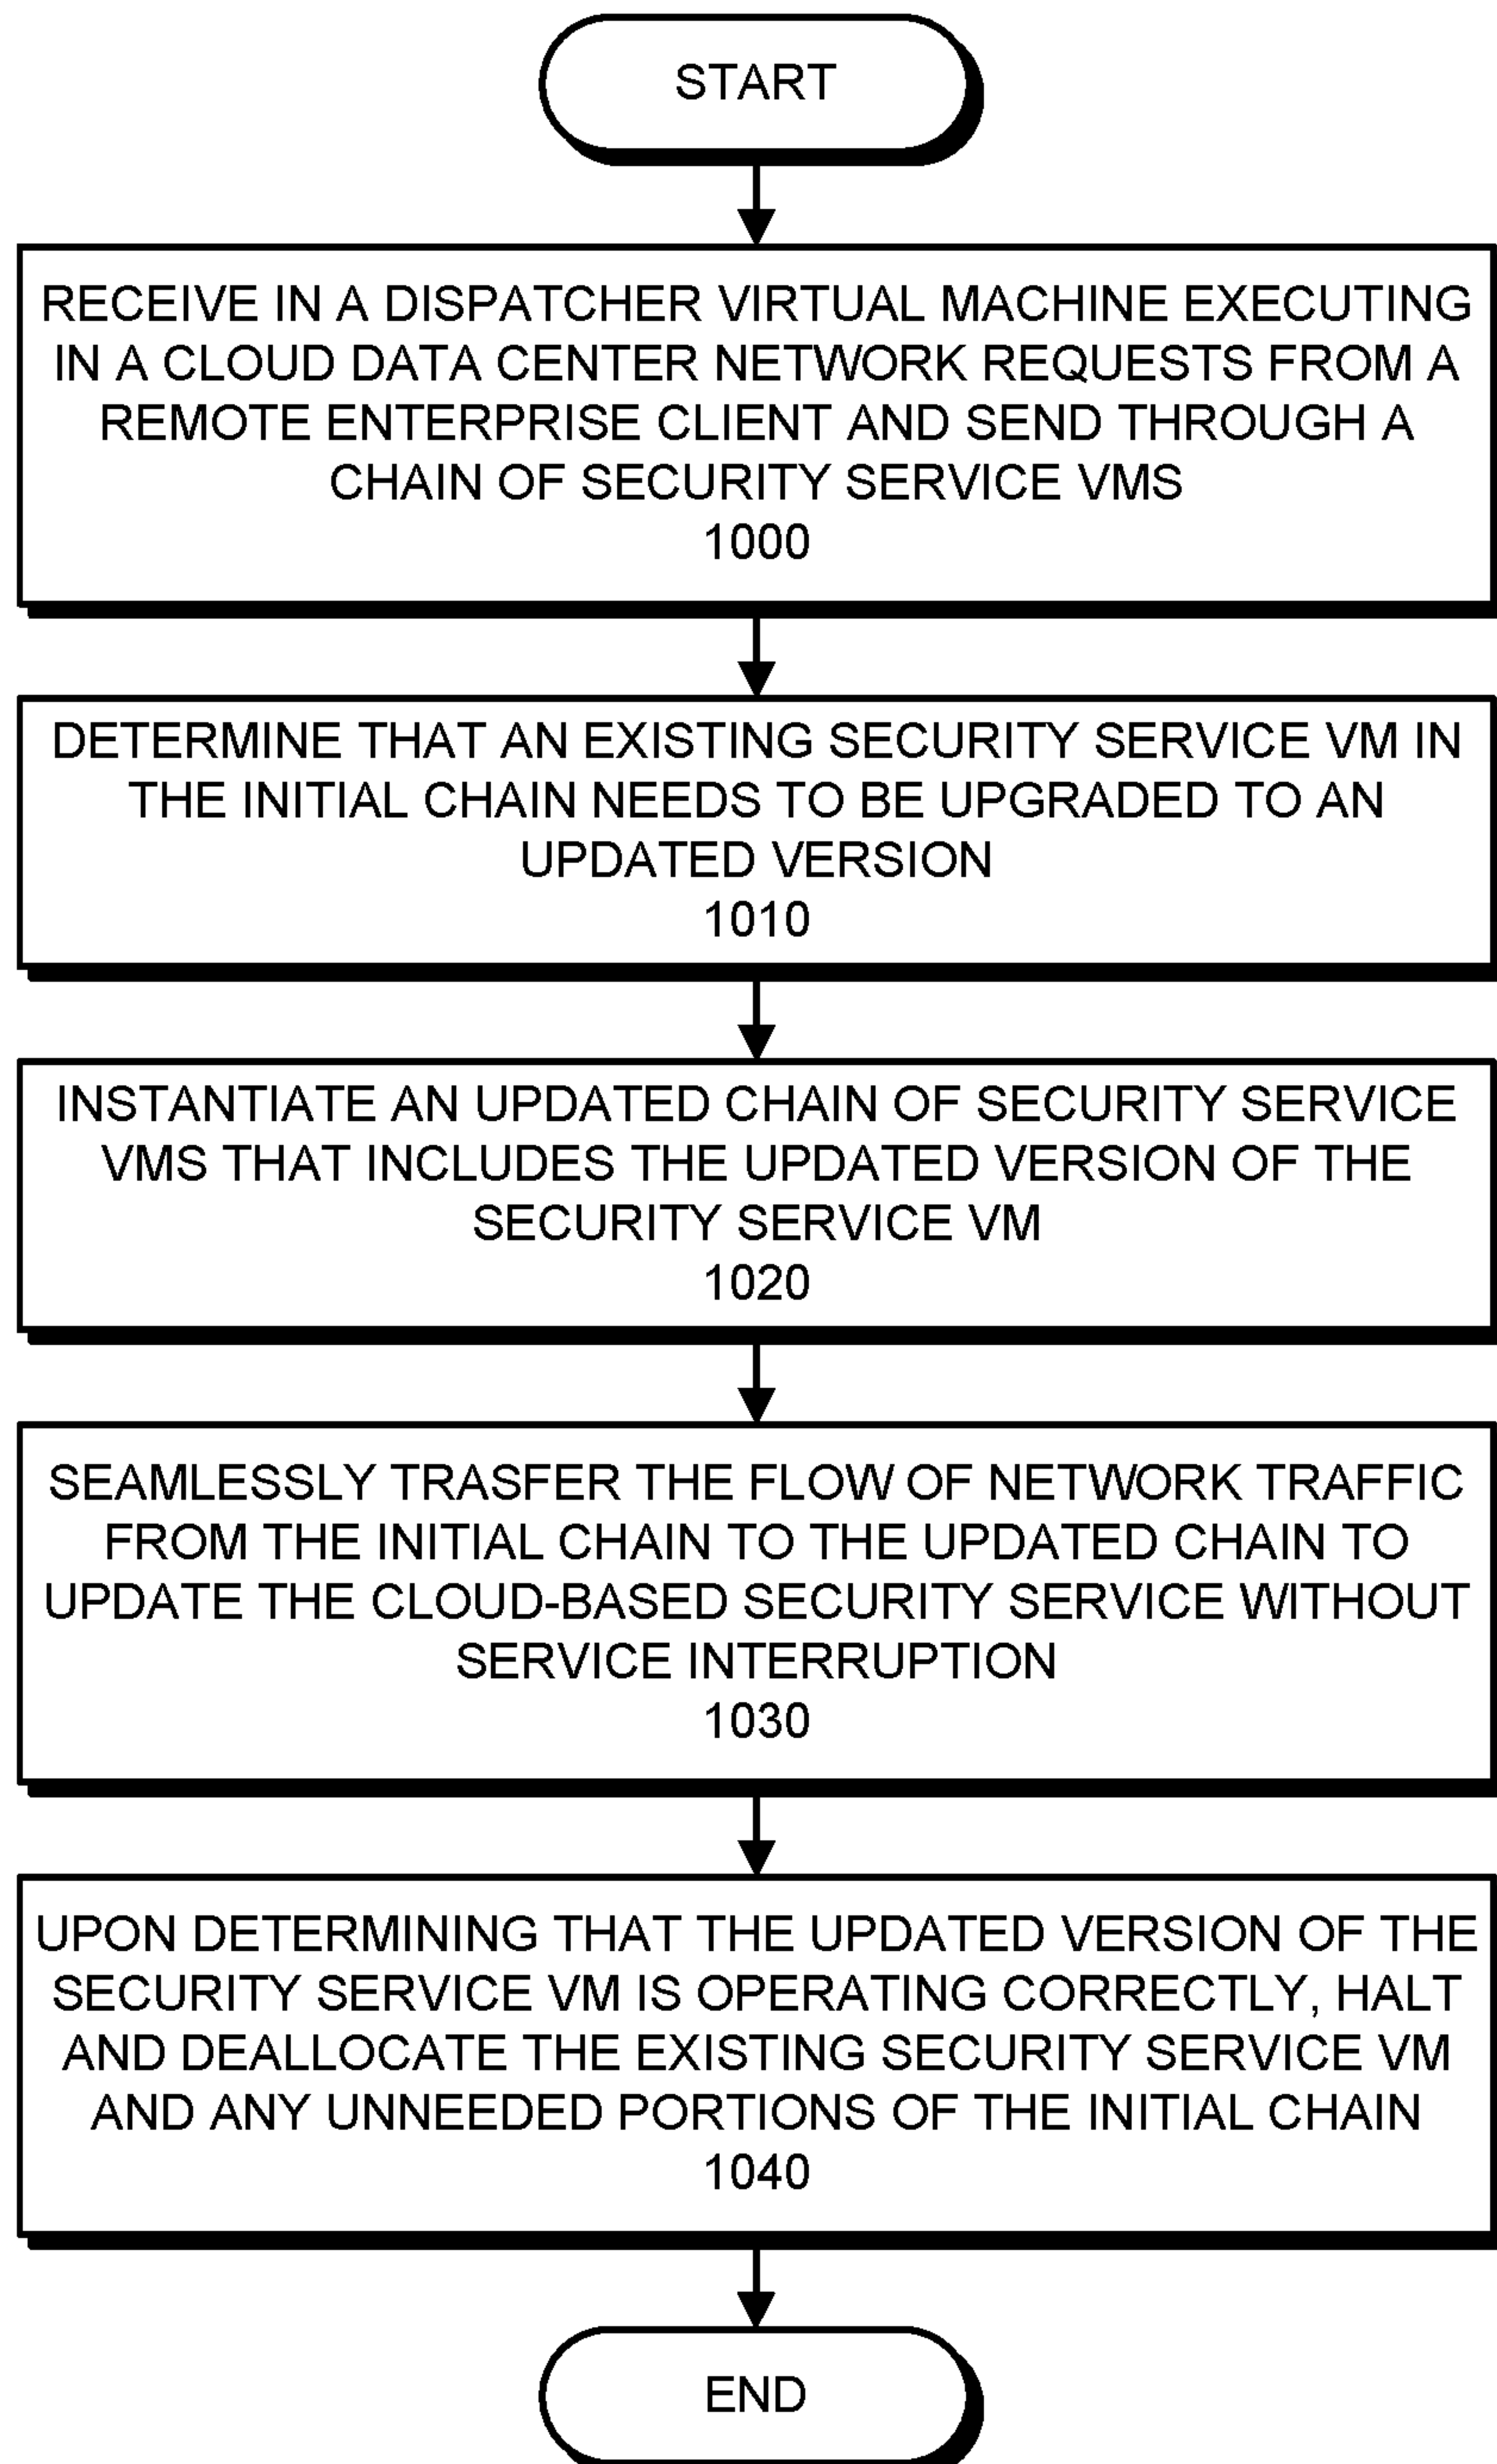 START
RECEIVE IN A DISPATCHER VIRTUAL MACHINE EXECUTING
IN A CLOUD DATA CENTER NETWORK REQUESTS FROM A
REMOTE ENTERPRISE CLIENT AND SEND THROUGH A
CHAIN OF SECURITY SERVICE VMS
1000
DETERMINE THAT AN EXISTING SECURITY SERVICE VM IN
THE INITIAL CHAIN NEEDS TO BE UPGRADED TO AN
UPDATED VERSION
1010
INSTANTIATE AN UPDATED CHAIN OF SECURITY SERVICE
VMS THAT INCLUDES THE UPDATED VERSION OF THE
SECURITY SERVICE VM
1020
SEAMLESSLY TRASFER THE FLOW OF NETWORK TRAFFIC
FROM THE INITIAL CHAIN TO THE UPDATED CHAIN TO
UPDATE THE CLOUD-BASED SECURITY SERVICE WITHOUT
SERVICE INTERRUPTION
1030
UPON DETERMINING THAT THE UPDATED VERSION OF THE
SECURITY SERVICE VM IS OPERATING CORRECTLY, HALT
AND DEALLOCATE THE EXISTING SECURITY SERVICE VM
AND ANY UNNEEDED PORTIONS OF THE INITIAL CHAIN
1040
END